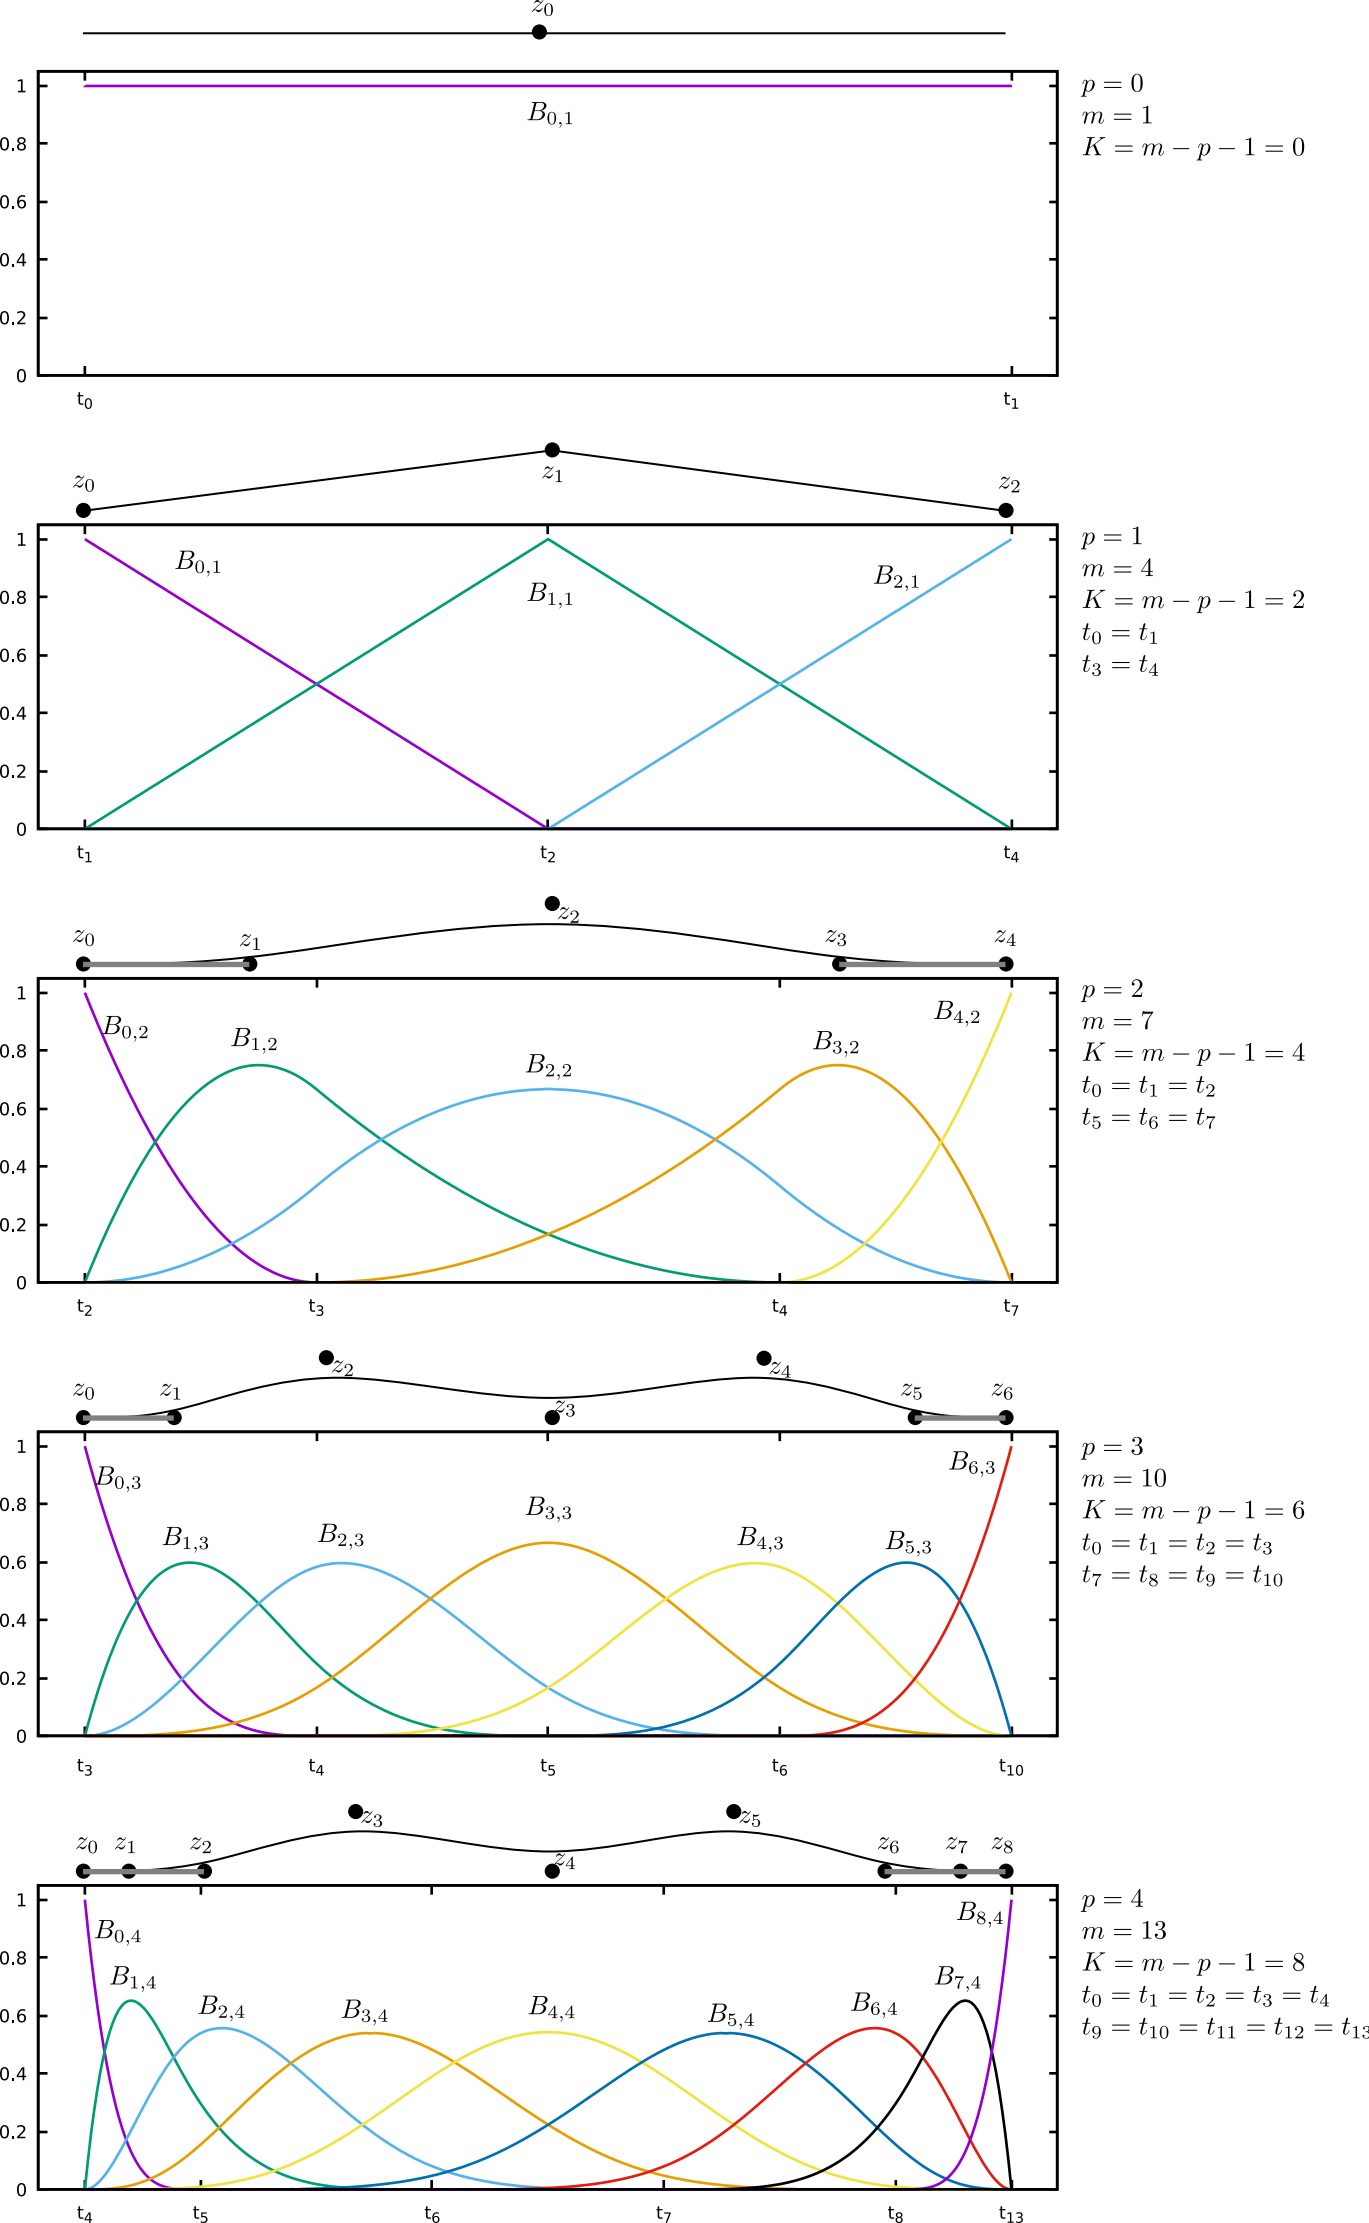 z₀
1
0.8
0.6
0.4
0.2
0
B₀,₁
p = 0
m = 1
K = m − p − 1 = 0
t₀ t₁
z₀ z₁ z₂
1
0.8
0.6
0.4
0.2
0
B₀,₁ B₁,₁ B₂,₁
p = 1
m = 4
K = m − p − 1 = 2
t₀ = t₁
t₃ = t₄
t₁ t₂ t₄
z₀ z₁ z₂ z₃ z₄
1
0.8
0.6
0.4
0.2
0
B₀,₂ B₁,₂ B₂,₂ B₃,₂ B₄,₂
p = 2
m = 7
K = m − p − 1 = 4
t₀ = t₁ = t₂
t₅ = t₆ = t₇
t₂ t₃ t₄ t₇
z₀ z₁ z₂ z₃ z₄ z₅ z₆
1
0.8
0.6
0.4
0.2
0
B₀,₃ B₁,₃ B₂,₃ B₃,₃ B₄,₃ B₅,₃ B₆,₃
p = 3
m = 10
K = m − p − 1 = 6
t₀ = t₁ = t₂ = t₃
t₇ = t₈ = t₉ = t₁₀
t₃ t₄ t₅ t₆ t₁₀
z₀ z₁ z₂ z₃ z₄ z₅ z₆ z₇ z₈
1
0.8
0.6
0.4
0.2
0
B₀,₄ B₁,₄ B₂,₄ B₃,₄ B₄,₄ B₅,₄ B₆,₄ B₇,₄ B₈,₄
p = 4
m = 13
K = m − p − 1 = 8
t₀ = t₁ = t₂ = t₃ = t₄
t₉ = t₁₀ = t₁₁ = t₁₂ = t₁₃
t₄ t₅ t₆ t₇ t₈ t₁₃